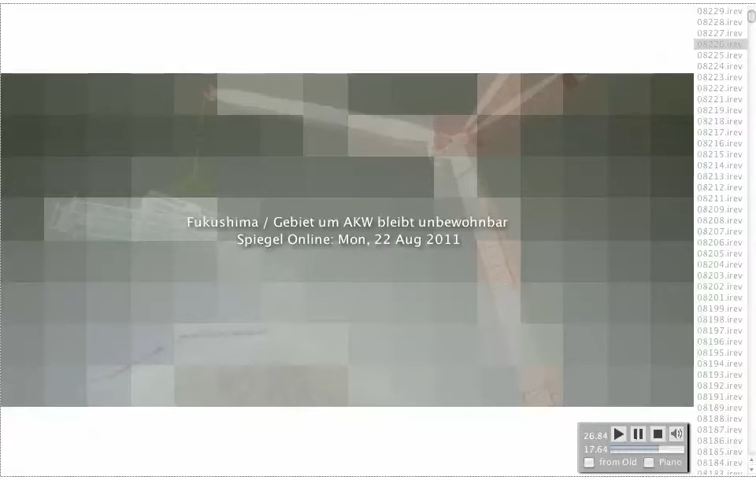 Fukushima / Gebiet um AKW bleibt unbewohnbar
Spiegel Online: Mon, 22 Aug 2011
08229.irev
08228.irev
08227.irev
08226.irev
08225.irev
08224.irev
08223.irev
08222.irev
08221.irev
08219.irev
08218.irev
08217.irev
08216.irev
08215.irev
08214.irev
08213.irev
08212.irev
08211.irev
08209.irev
08208.irev
08207.irev
08206.irev
08205.irev
08204.irev
08203.irev
08202.irev
08201.irev
08199.irev
08198.irev
08197.irev
08196.irev
08195.irev
08194.irev
08193.irev
08192.irev
08191.irev
08189.irev
08188.irev
08187.irev
08186.irev
08185.irev
08184.irev
26.84
17.64
from Old
Piano